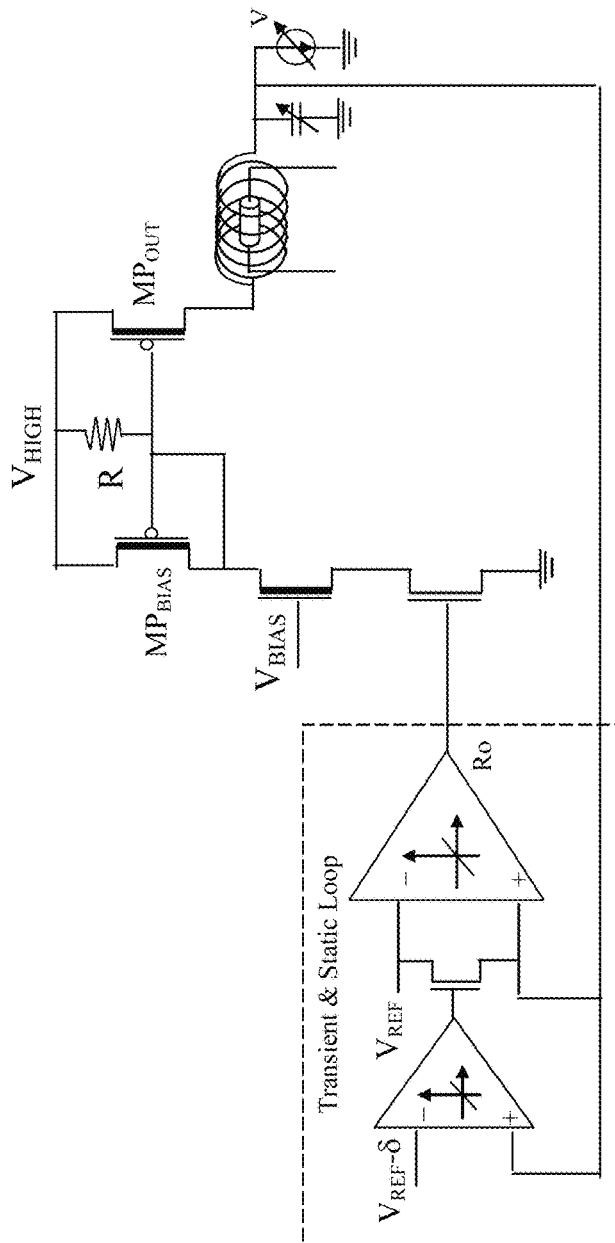 V_HIGH
R
MP_BIAS
MP_OUT
V
V_BIAS
Transient & Static Loop
V_REF
V_REF-δ
−
+
−
+
Ro